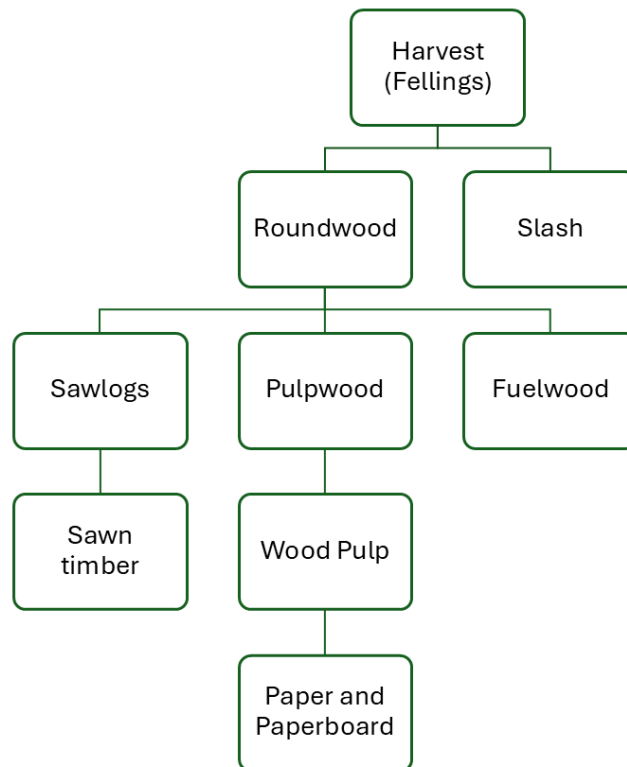 Harvest
(Fellings)
Roundwood
Slash
Sawlogs
Pulpwood
Fuelwood
Sawn
timber
Wood Pulp
Paper and
Paperboard